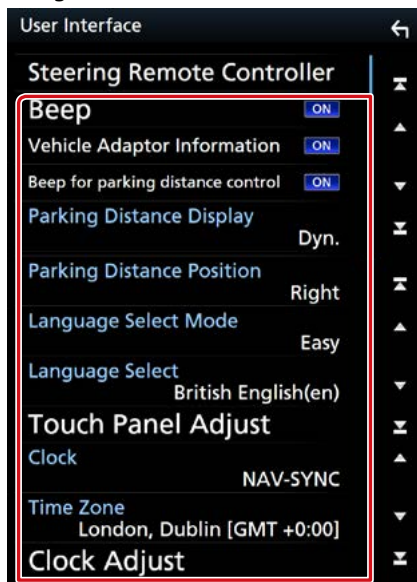 User Interface
Steering Remote Controller
Beep ON
Vehicle Adaptor Information ON
Beep for parking distance control ON
Parking Distance Display
Dyn.
Parking Distance Position
Right
Language Select Mode
Easy
Language Select
British English(en)
Touch Panel Adjust
Clock
NAV-SYNC
Time Zone
London, Dublin [GMT +0:00]
Clock Adjust